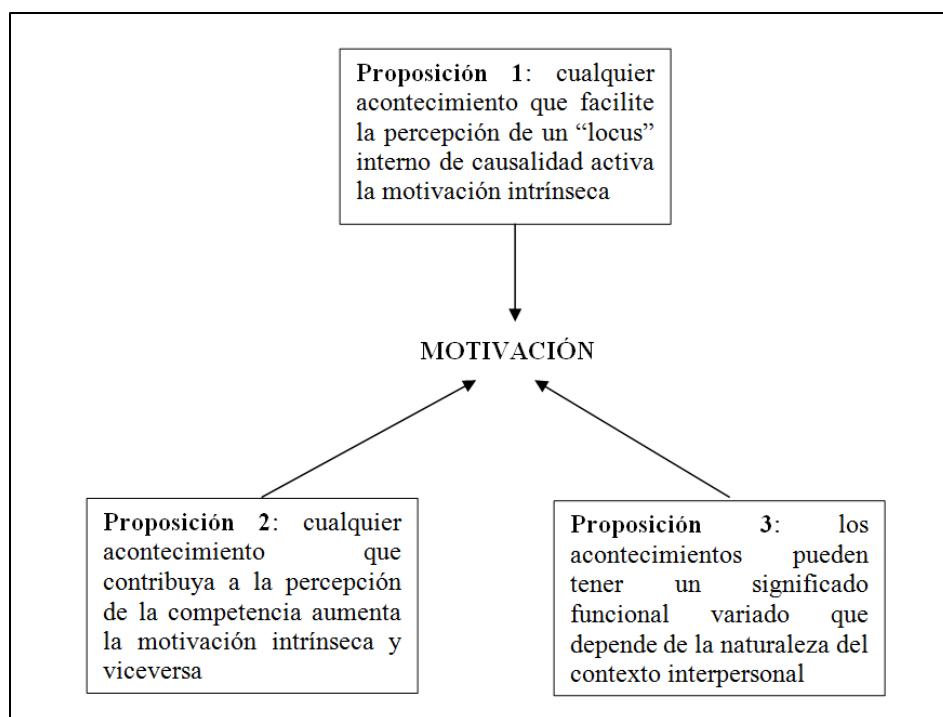 Proposición 1: cualquier
acontecimiento que facilite
la percepción de un “locus”
interno de causalidad activa
la motivación intrínseca
MOTIVACIÓN
Proposición 2: cualquier
acontecimiento que
contribuya a la percepción
de la competencia aumenta
la motivación intrínseca y
viceversa
Proposición 3: los
acontecimientos pueden
tener un significado
funcional variado que
depende de la naturaleza del
contexto interpersonal